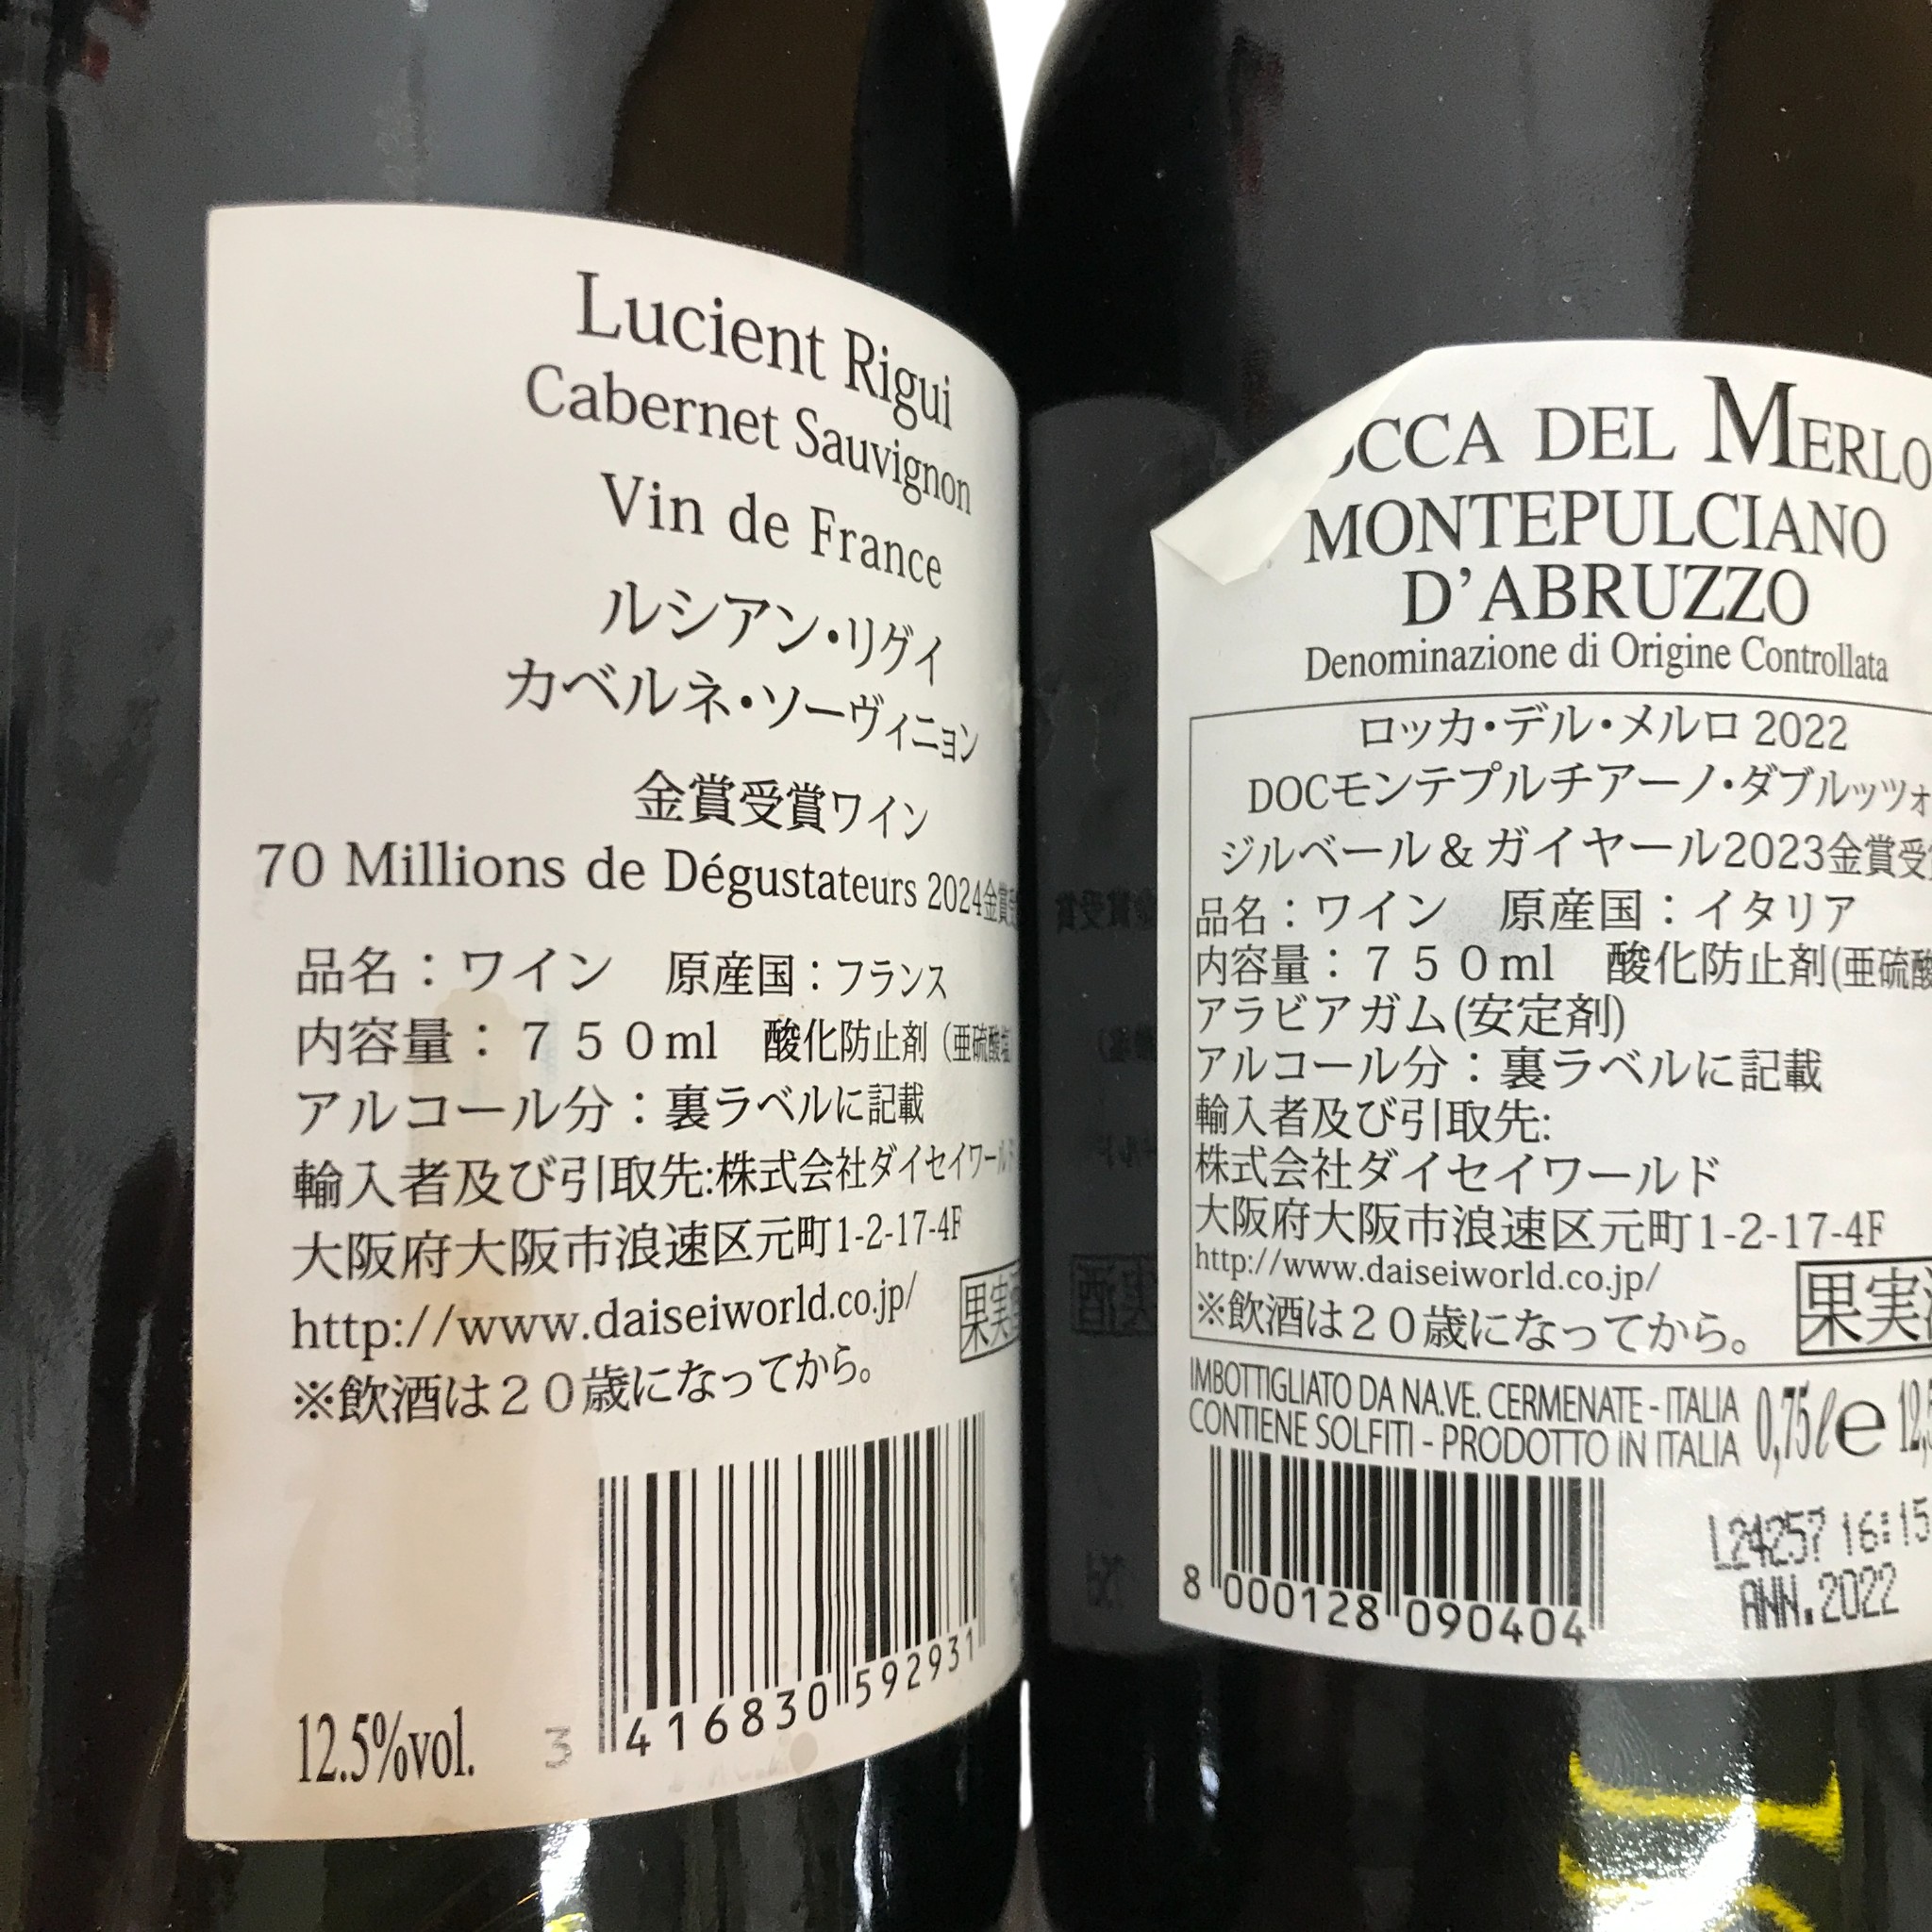 Lucient Rigui
Cabernet Sauvignon
Vin de France
ルシアン・リグイ
カベルネ・ソーヴィニョン
金賞受賞ワイン
70 Millions de Dégustateurs 2024金賞受
品名：ワイン　原産国：フランス
内容量：７５０ml　酸化防止剤（亜硫酸塩
アルコール分：裏ラベルに記載
輸入者及び引取先:株式会社ダイセイワールド
大阪府大阪市浪速区元町1-2-17-4F
http://www.daiseiworld.co.jp/
果実
※飲酒は２０歳になってから。
12.5%vol.
3 416830 592931
CCA DEL MERLO
MONTEPULCIANO
D'ABRUZZO
Denominazione di Origine Controllata
ロッカ・デル・メルロ 2022
DOCモンテプルチアーノ・ダブルッツォ
ジルベール＆ガイヤール2023金賞受
品名：ワイン　原産国：イタリア
内容量：７５０ml　酸化防止剤(亜硫酸
アラビアガム(安定剤)
アルコール分：裏ラベルに記載
輸入者及び引取先:
株式会社ダイセイワールド
大阪府大阪市浪速区元町1-2-17-4F
http://www.daiseiworld.co.jp/
※飲酒は２０歳になってから。
果実
IMBOTTIGLIATO DA NA.VE. CERMENATE - ITALIA
CONTIENE SOLFITI - PRODOTTO IN ITALIA
0,75ℓ e 12,
L24257 16:15
ANN.2022
8 000128 090404